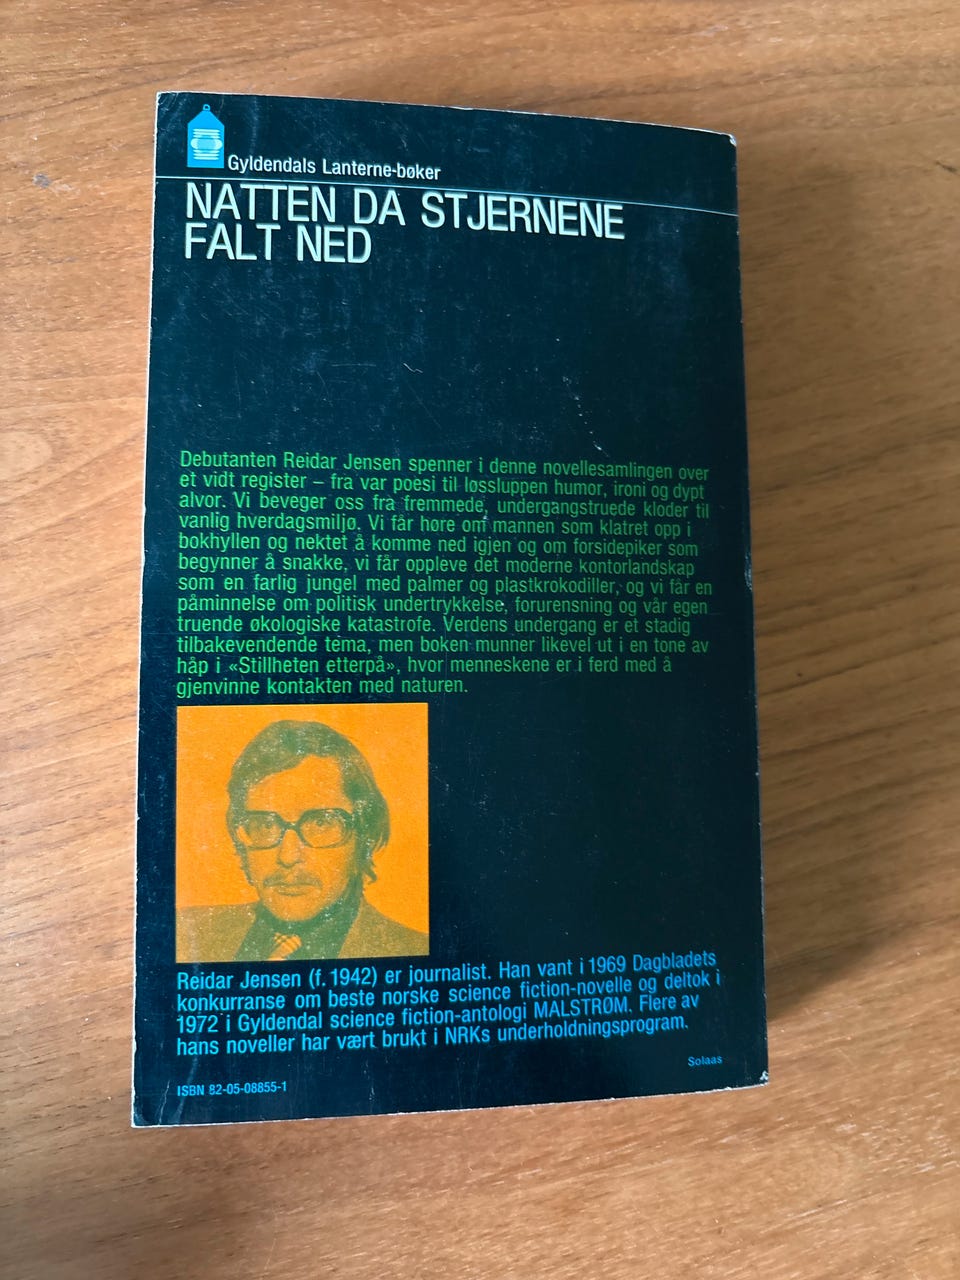 Gyldendals Lanterne-bøker
NATTEN DA STJERNENE
FALT NED
Debutanten Reidar Jensen spenner i denne novellesamlingen over
et vidt register – fra var poesi til løssluppen humor, ironi og dypt
alvor. Vi beveger oss fra fremmede, undergangstruede kloder til
vanlig hverdagsmiljø. Vi får høre om mannen som klatret opp i
bokhyllen og nektet å komme ned igjen og om forsidepiker som
begynner å snakke, vi får oppleve det moderne kontorlandskap
som en farlig jungel med palmer og plastkrokodiller, og vi får en
påminnelse om politisk undertrykkelse, forurensning og vår egen
truende økologiske katastrofe. Verdens undergang er et stadig
tilbakevendende tema, men boken munner likevel ut i en tone av
håp i «Stillheten etterpå», hvor menneskene er i ferd med å
gjenvinne kontakten med naturen.
Reidar Jensen (f. 1942) er journalist. Han vant i 1969 Dagbladets
konkurranse om beste norske science fiction-novelle og deltok i
1972 i Gyldendal science fiction-antologi MALSTRØM. Flere av
hans noveller har vært brukt i NRKs underholdningsprogram.
Solaas
ISBN 82-05-08855-1